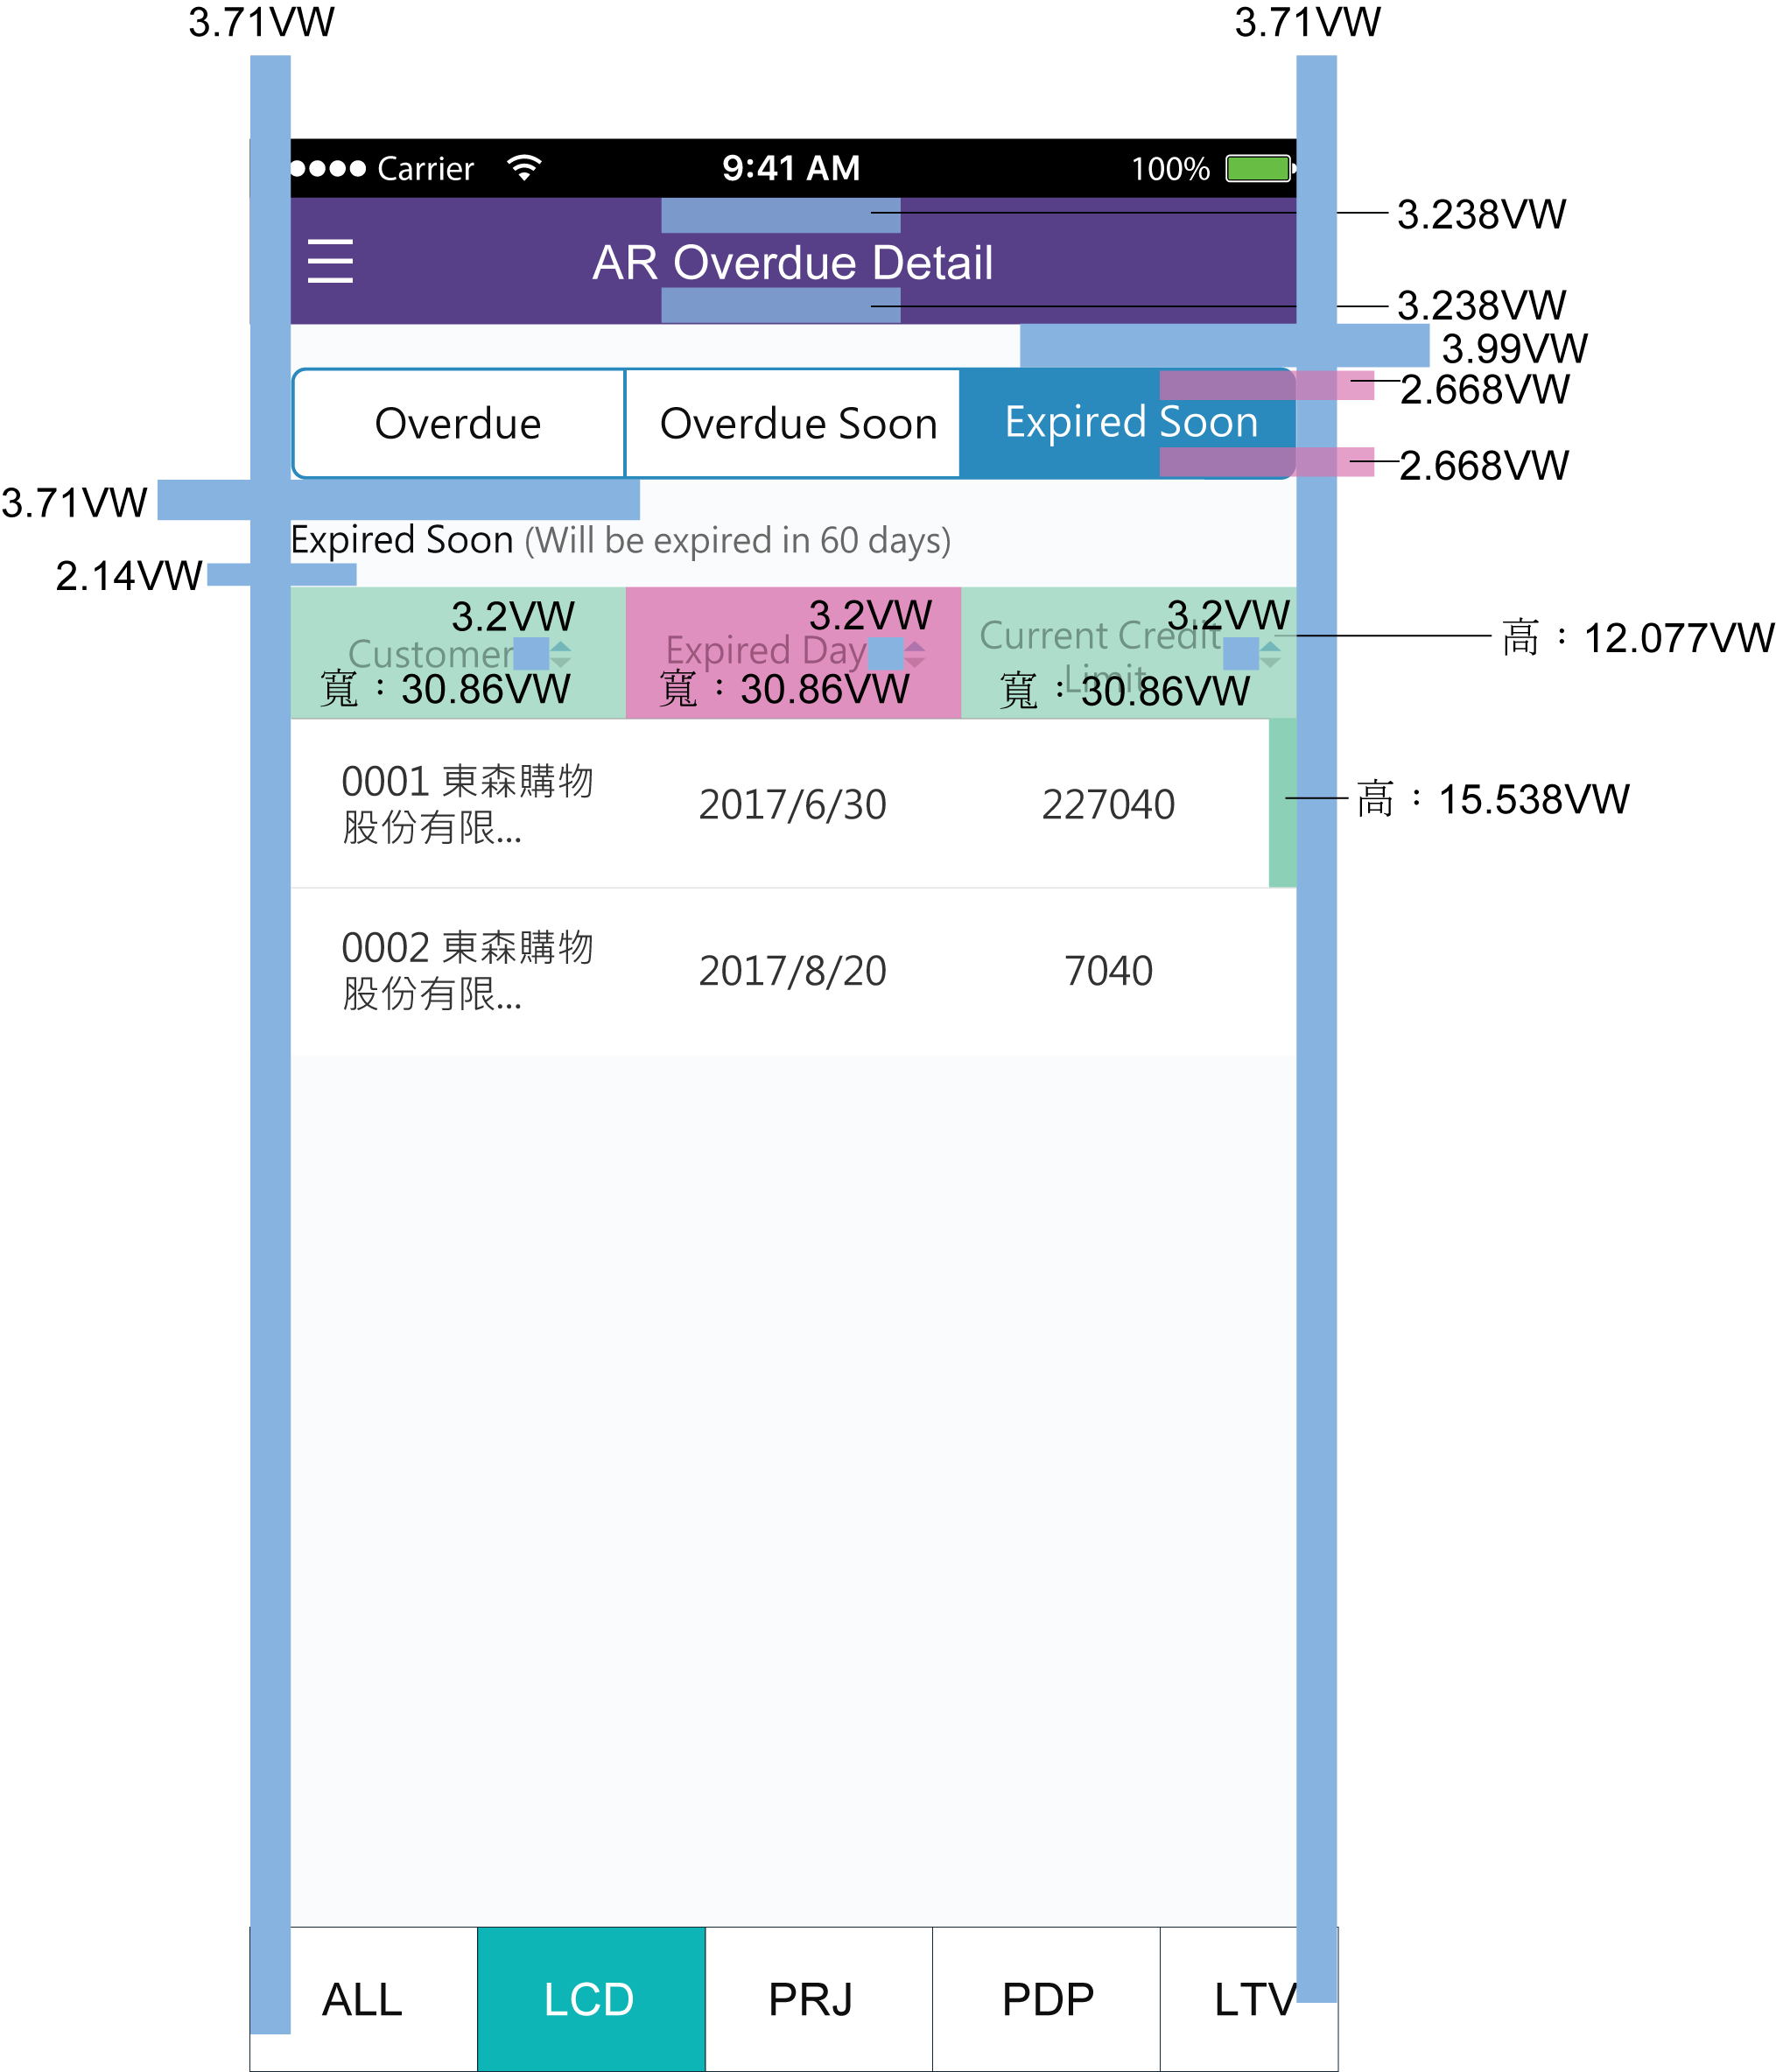 3.71VW 3.71VW
Carrier 9:41 AM 100%
3.238VW
AR Overdue Detail
3.238VW
3.99VW
2.668VW
Overdue Overdue Soon Expired Soon
2.668VW
3.71VW
Expired Soon (Will be expired in 60 days)
2.14VW
3.2VW 3.2VW 3.2VW
Customer Expired Day Current Credit
Limit
高：12.077VW
寬：30.86VW 寬：30.86VW 寬：30.86VW
0001 東森購物
股份有限...
2017/6/30 227040
高：15.538VW
0002 東森購物
股份有限...
2017/8/20 7040
ALL LCD PRJ PDP LTV